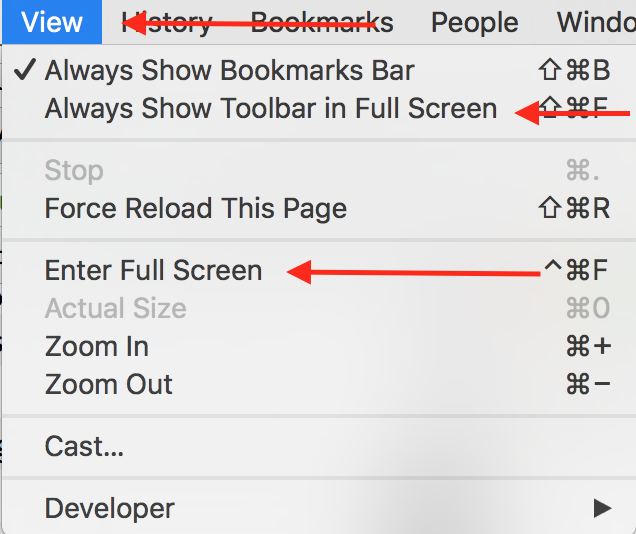 View History Bookmarks People Windo
✓ Always Show Bookmarks Bar ⇧⌘B
Always Show Toolbar in Full Screen ⇧⌘F
Stop ⌘.
Force Reload This Page ⇧⌘R
Enter Full Screen ^⌘F
Actual Size ⌘0
Zoom In ⌘+
Zoom Out ⌘−
Cast...
Developer ▶